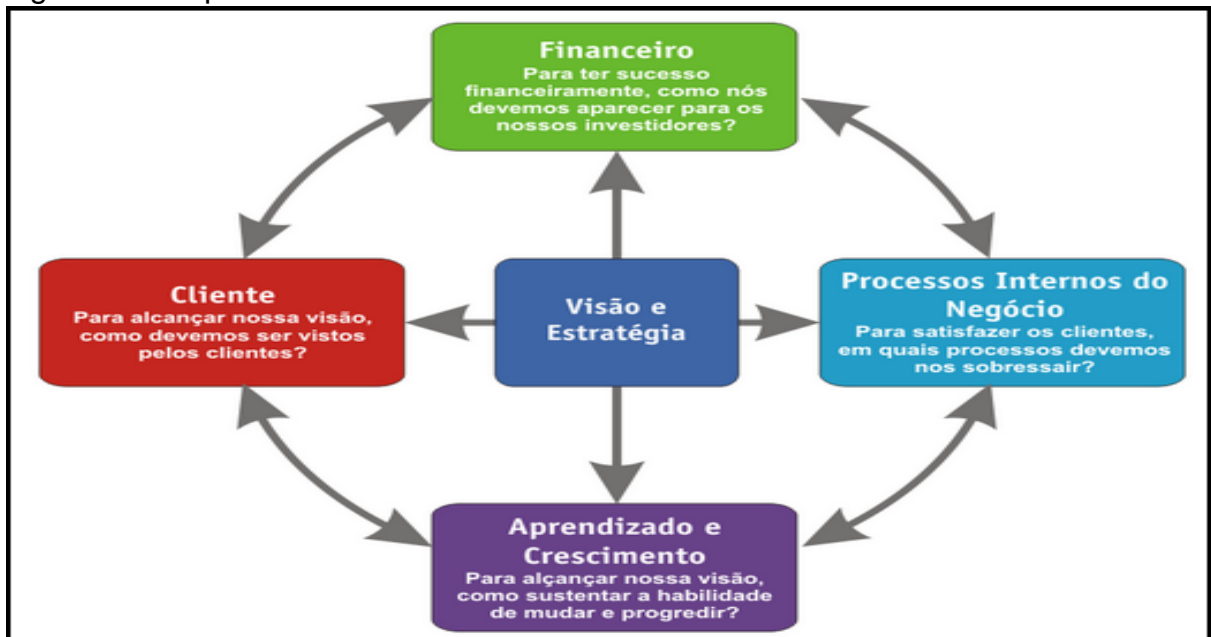 Financeiro
Para ter sucesso
financeiramente, como nós
devemos aparecer para os
nossos investidores?
Cliente
Para alcançar nossa visão,
como devemos ser vistos
pelos clientes?
Visão e
Estratégia
Processos Internos do
Negócio
Para satisfazer os clientes,
em quais processos devemos
nos sobressair?
Aprendizado e
Crescimento
Para alçançar nossa visão,
como sustentar a habilidade
de mudar e progredir?